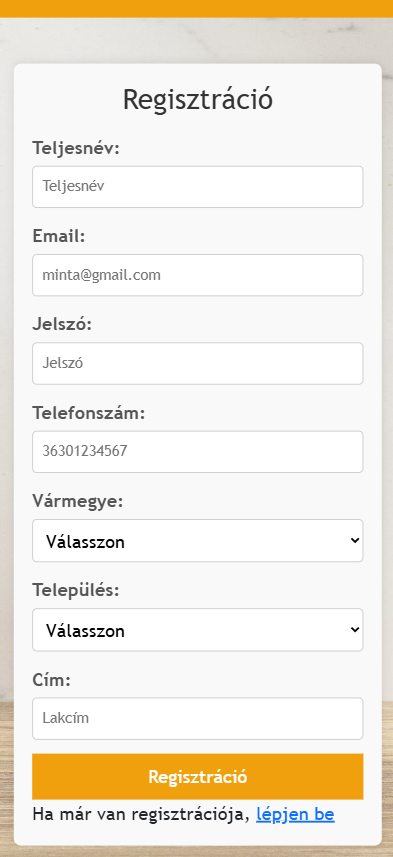 Regisztráció
Teljesnév:
Teljesnév
Email:
minta@gmail.com
Jelszó:
Jelszó
Telefonszám:
36301234567
Vármegye:
Válasszon
Település:
Válasszon
Cím:
Lakcím
Regisztráció
Ha már van regisztrációja, lépjen be